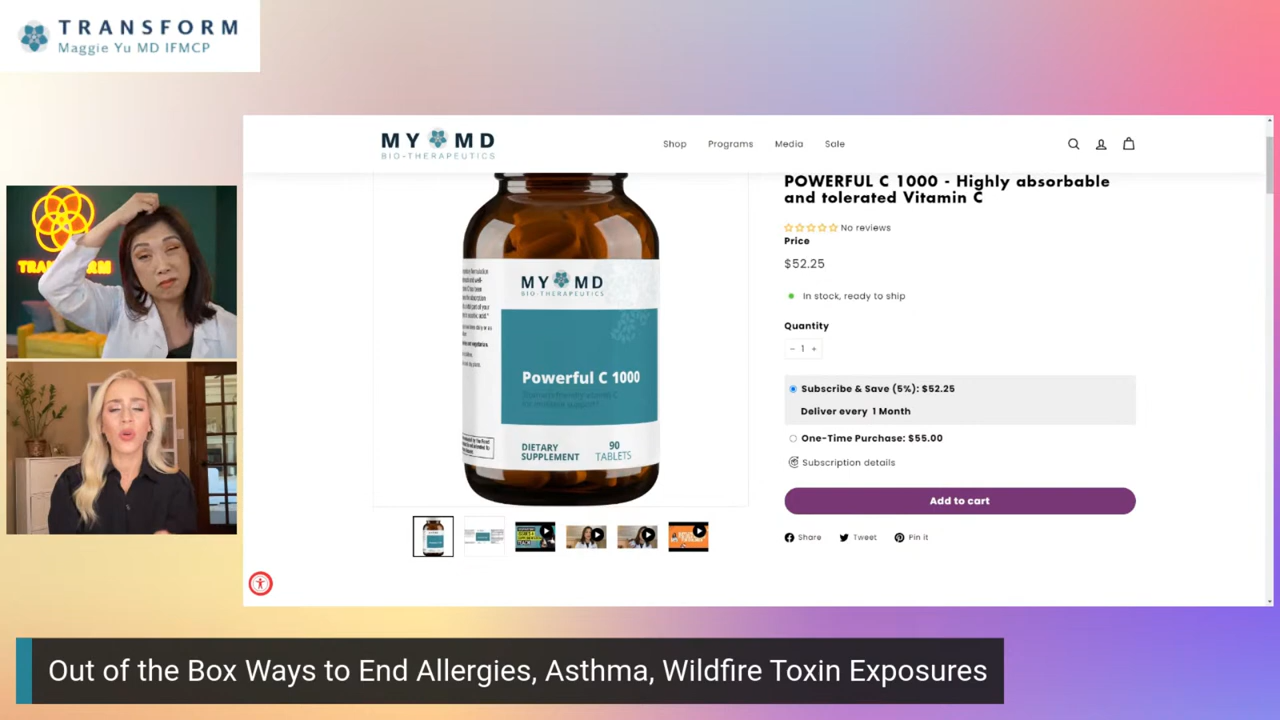 TRANSFORM
Maggie Yu MD IFMCP
MY MD
BIO-THERAPEUTICS
Shop
Programs
Media
Sale
POWERFUL C 1000 - Highly absorbable
and tolerated Vitamin C
No reviews
Price
$52.25
In stock, ready to ship
Quantity
− 1 +
Subscribe & Save (5%): $52.25
Deliver every 1 Month
One-Time Purchase: $55.00
Subscription details
Add to cart
Share
Tweet
Pin it
MY MD
BIO-THERAPEUTICS
Powerful C 1000
DIETARY
SUPPLEMENT
90
TABLETS
TRANSFORM
Out of the Box Ways to End Allergies, Asthma, Wildfire Toxin Exposures